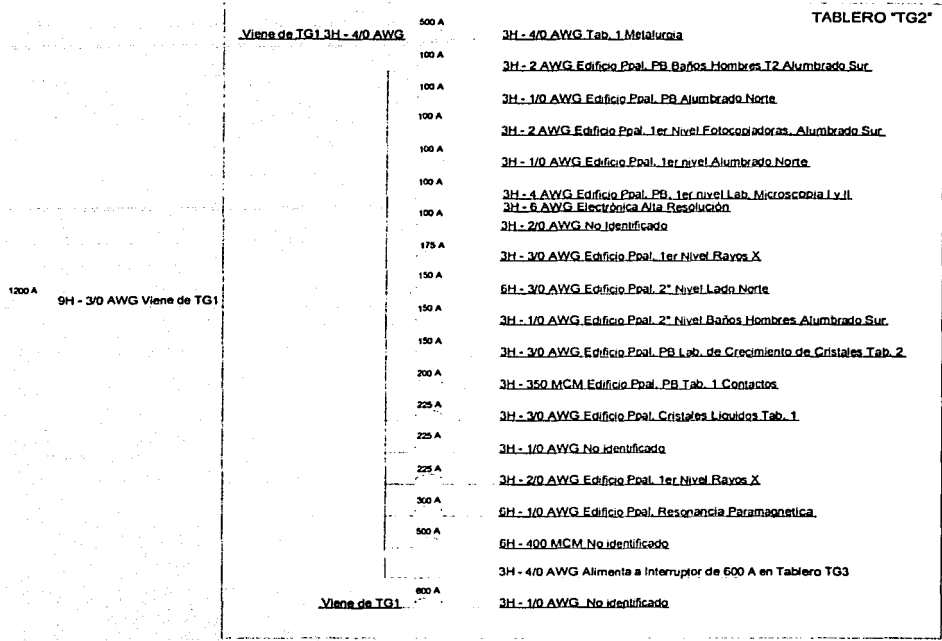 TABLERO "TG2"
500 A
Viene de TG1 3H - 4/0 AWG
3H - 4/0 AWG Tab. 1 Metalurgia
100 A
3H - 2 AWG Edificio Ppal. PB Baños Hombres T2 Alumbrado Sur
100 A
3H - 1/0 AWG Edificio Ppal. PB Alumbrado Norte
100 A
3H - 2 AWG Edificio Ppal. 1er Nivel Fotocopiadoras, Alumbrado Sur
100 A
3H - 1/0 AWG Edificio Ppal. 1er nivel Alumbrado Norte
100 A
3H - 4 AWG Edificio Ppal. PB, 1er nivel Lab. Microscopia I y II
3H - 6 AWG Electrónica Alta Resolución
100 A
3H - 2/0 AWG No Identificado
175 A
3H - 3/0 AWG Edificio Ppal. 1er Nivel Rayos X
150 A
6H - 3/0 AWG Edificio Ppal. 2° Nivel Lado Norte
1200 A
9H - 3/0 AWG Viene de TG1
150 A
3H - 1/0 AWG Edificio Ppal. 2° Nivel Baños Hombres Alumbrado Sur
150 A
3H - 3/0 AWG Edificio Ppal. PB Lab. de Crecimiento de Cristales Tab. 2
200 A
3H - 350 MCM Edificio Ppal. PB Tab. 1 Contactos
225 A
3H - 3/0 AWG Edificio Ppal. Cristales Liquidos Tab. 1
225 A
3H - 1/0 AWG No identificado
225 A
3H - 2/0 AWG Edificio Ppal. 1er Nivel Rayos X
300 A
6H - 1/0 AWG Edificio Ppal. Resonancia Paramagnetica
500 A
6H - 400 MCM No identificado
3H - 4/0 AWG Alimenta a Interruptor de 600 A en Tablero TG3
600 A
Viene de TG1
3H - 1/0 AWG No identificado